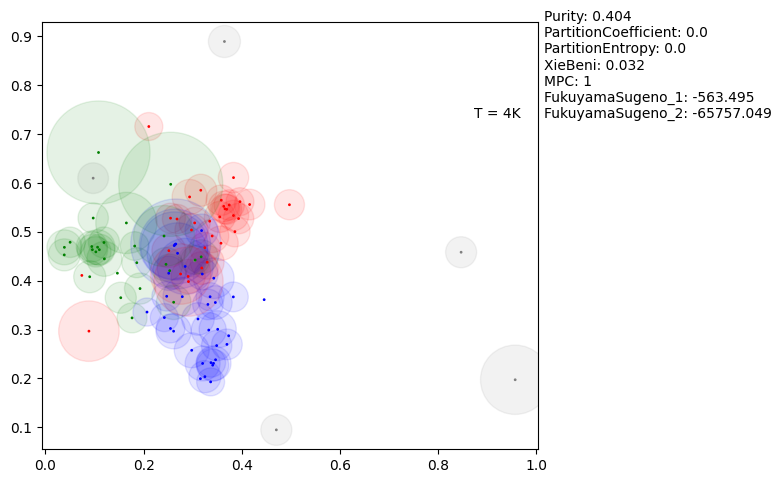 Purity: 0.404
PartitionCoefficient: 0.0
PartitionEntropy: 0.0
XieBeni: 0.032
MPC: 1
FukuyamaSugeno_1: -563.495
FukuyamaSugeno_2: -65757.049
T = 4K
0.9
0.8
0.7
0.6
0.5
0.4
0.3
0.2
0.1
0.0 0.2 0.4 0.6 0.8 1.0